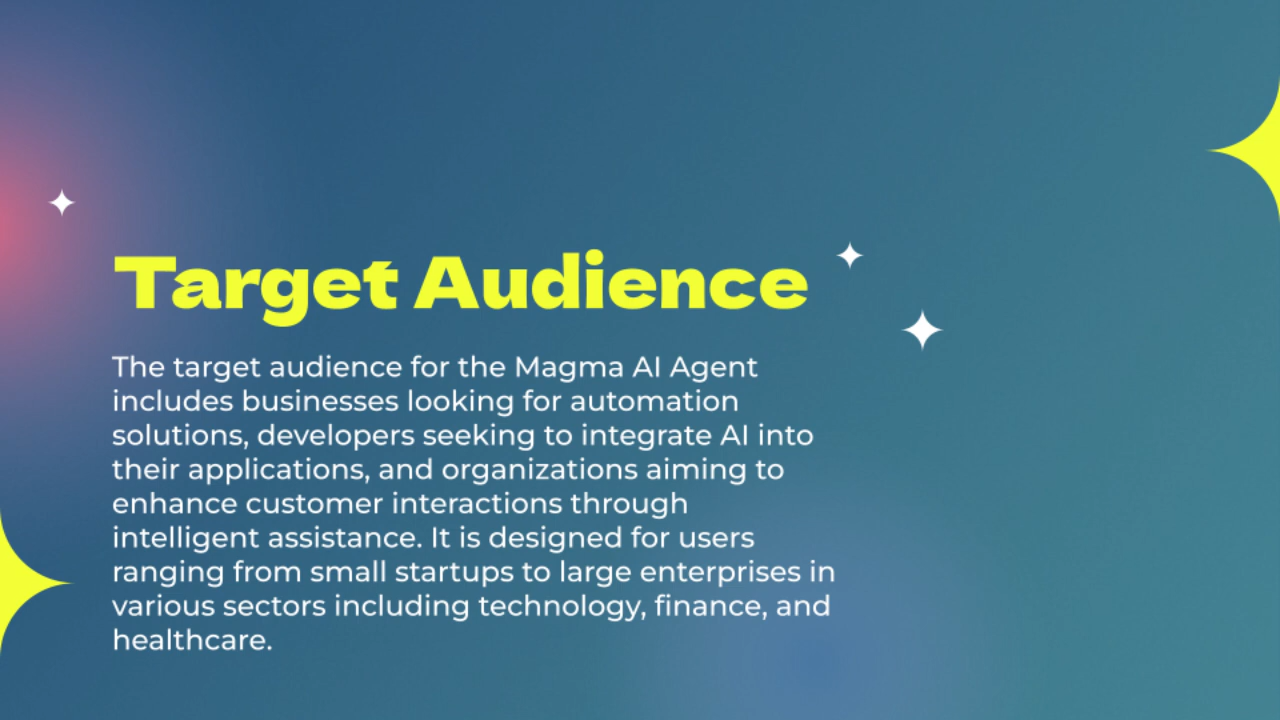 Target Audience
The target audience for the Magma AI Agent
includes businesses looking for automation
solutions, developers seeking to integrate AI into
their applications, and organizations aiming to
enhance customer interactions through
intelligent assistance. It is designed for users
ranging from small startups to large enterprises in
various sectors including technology, finance, and
healthcare.